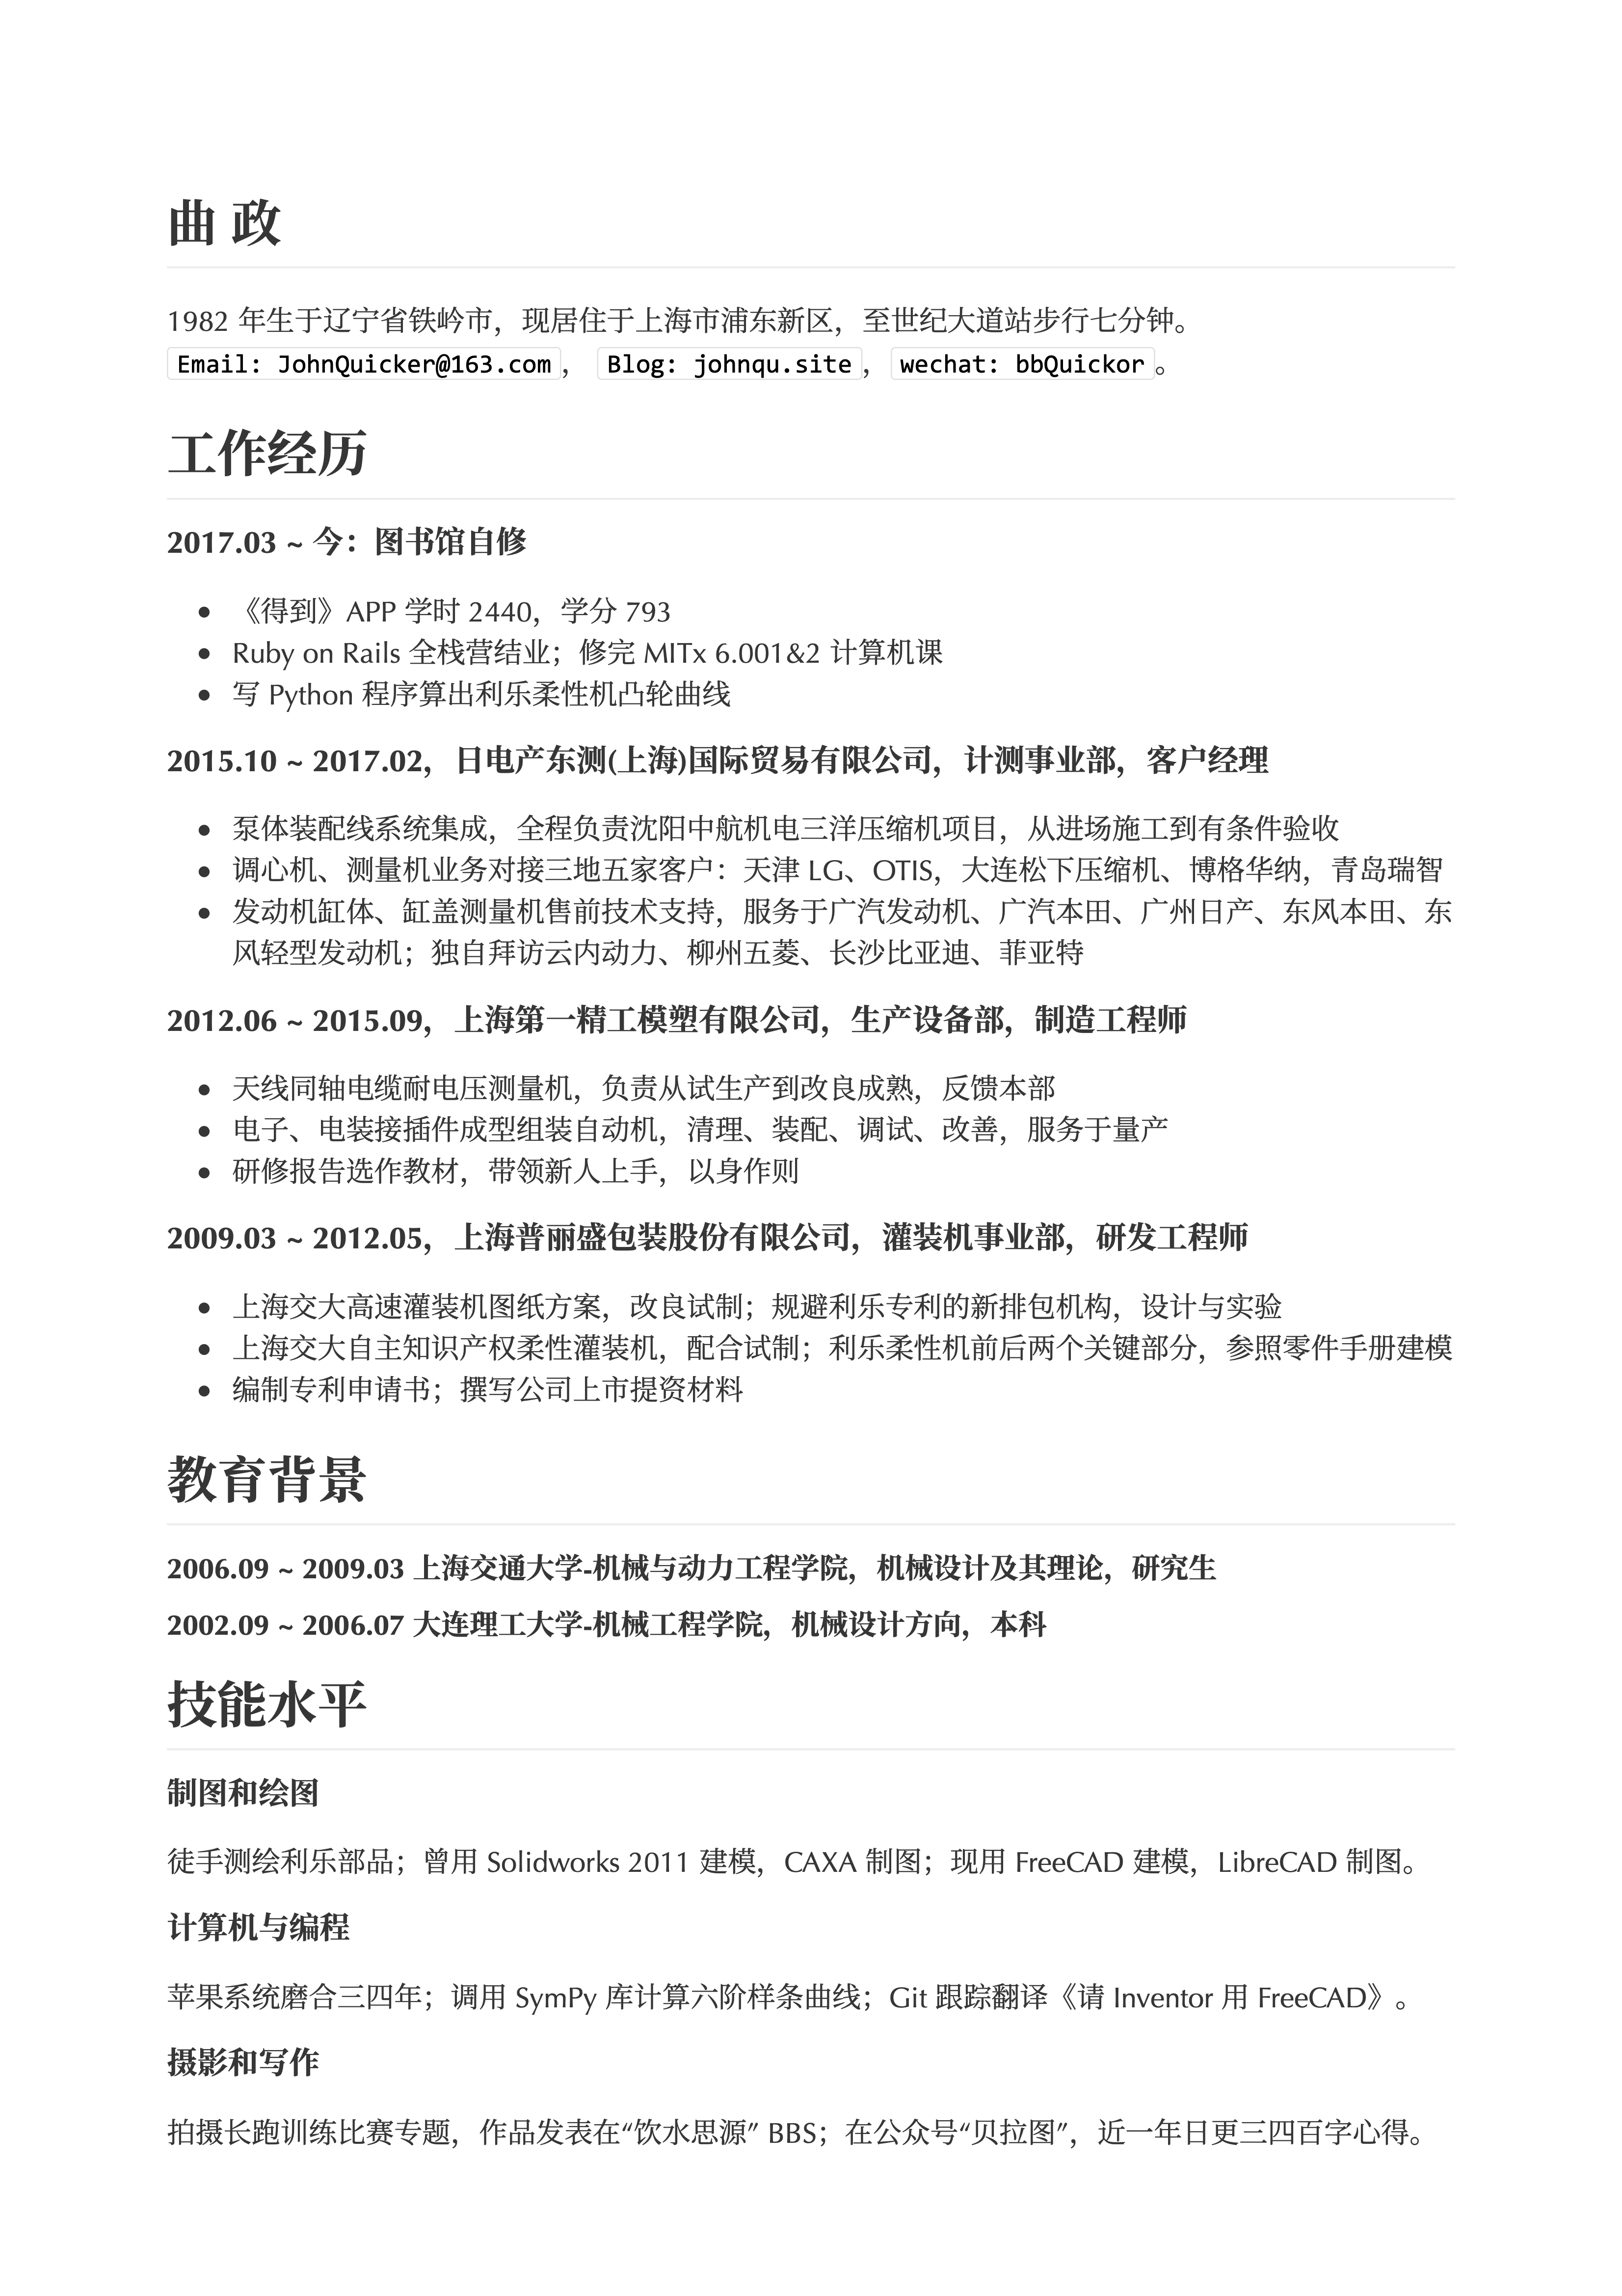 曲 政
1982 年生于辽宁省铁岭市，现居住于上海市浦东新区，至世纪大道站步行七分钟。
Email: JohnQuicker@163.com， Blog: johnqu.site， wechat: bbQuickor。
工作经历
2017.03 ~ 今：图书馆自修
• 《得到》APP 学时 2440，学分 793
• Ruby on Rails 全栈营结业；修完 MITx 6.001&2 计算机课
• 写 Python 程序算出利乐柔性机凸轮曲线
2015.10 ~ 2017.02，日电产东测(上海)国际贸易有限公司，计测事业部，客户经理
• 泵体装配线系统集成，全程负责沈阳中航机电三洋压缩机项目，从进场施工到有条件验收
• 调心机、测量机业务对接三地五家客户：天津 LG、OTIS，大连松下压缩机、博格华纳，青岛瑞智
• 发动机缸体、缸盖测量机售前技术支持，服务于广汽发动机、广汽本田、广州日产、东风本田、东
风轻型发动机；独自拜访云内动力、柳州五菱、长沙比亚迪、菲亚特
2012.06 ~ 2015.09，上海第一精工模塑有限公司，生产设备部，制造工程师
• 天线同轴电缆耐电压测量机，负责从试生产到改良成熟，反馈本部
• 电子、电装接插件成型组装自动机，清理、装配、调试、改善，服务于量产
• 研修报告选作教材，带领新人上手，以身作则
2009.03 ~ 2012.05，上海普丽盛包装股份有限公司，灌装机事业部，研发工程师
• 上海交大高速灌装机图纸方案，改良试制；规避利乐专利的新排包机构，设计与实验
• 上海交大自主知识产权柔性灌装机，配合试制；利乐柔性机前后两个关键部分，参照零件手册建模
• 编制专利申请书；撰写公司上市提资材料
教育背景
2006.09 ~ 2009.03 上海交通大学-机械与动力工程学院，机械设计及其理论，研究生
2002.09 ~ 2006.07 大连理工大学-机械工程学院，机械设计方向，本科
技能水平
制图和绘图
徒手测绘利乐部品；曾用 Solidworks 2011 建模，CAXA 制图；现用 FreeCAD 建模，LibreCAD 制图。
计算机与编程
苹果系统磨合三四年；调用 SymPy 库计算六阶样条曲线；Git 跟踪翻译《请 Inventor 用 FreeCAD》。
摄影和写作
拍摄长跑训练比赛专题，作品发表在“饮水思源” BBS；在公众号“贝拉图”，近一年日更三四百字心得。